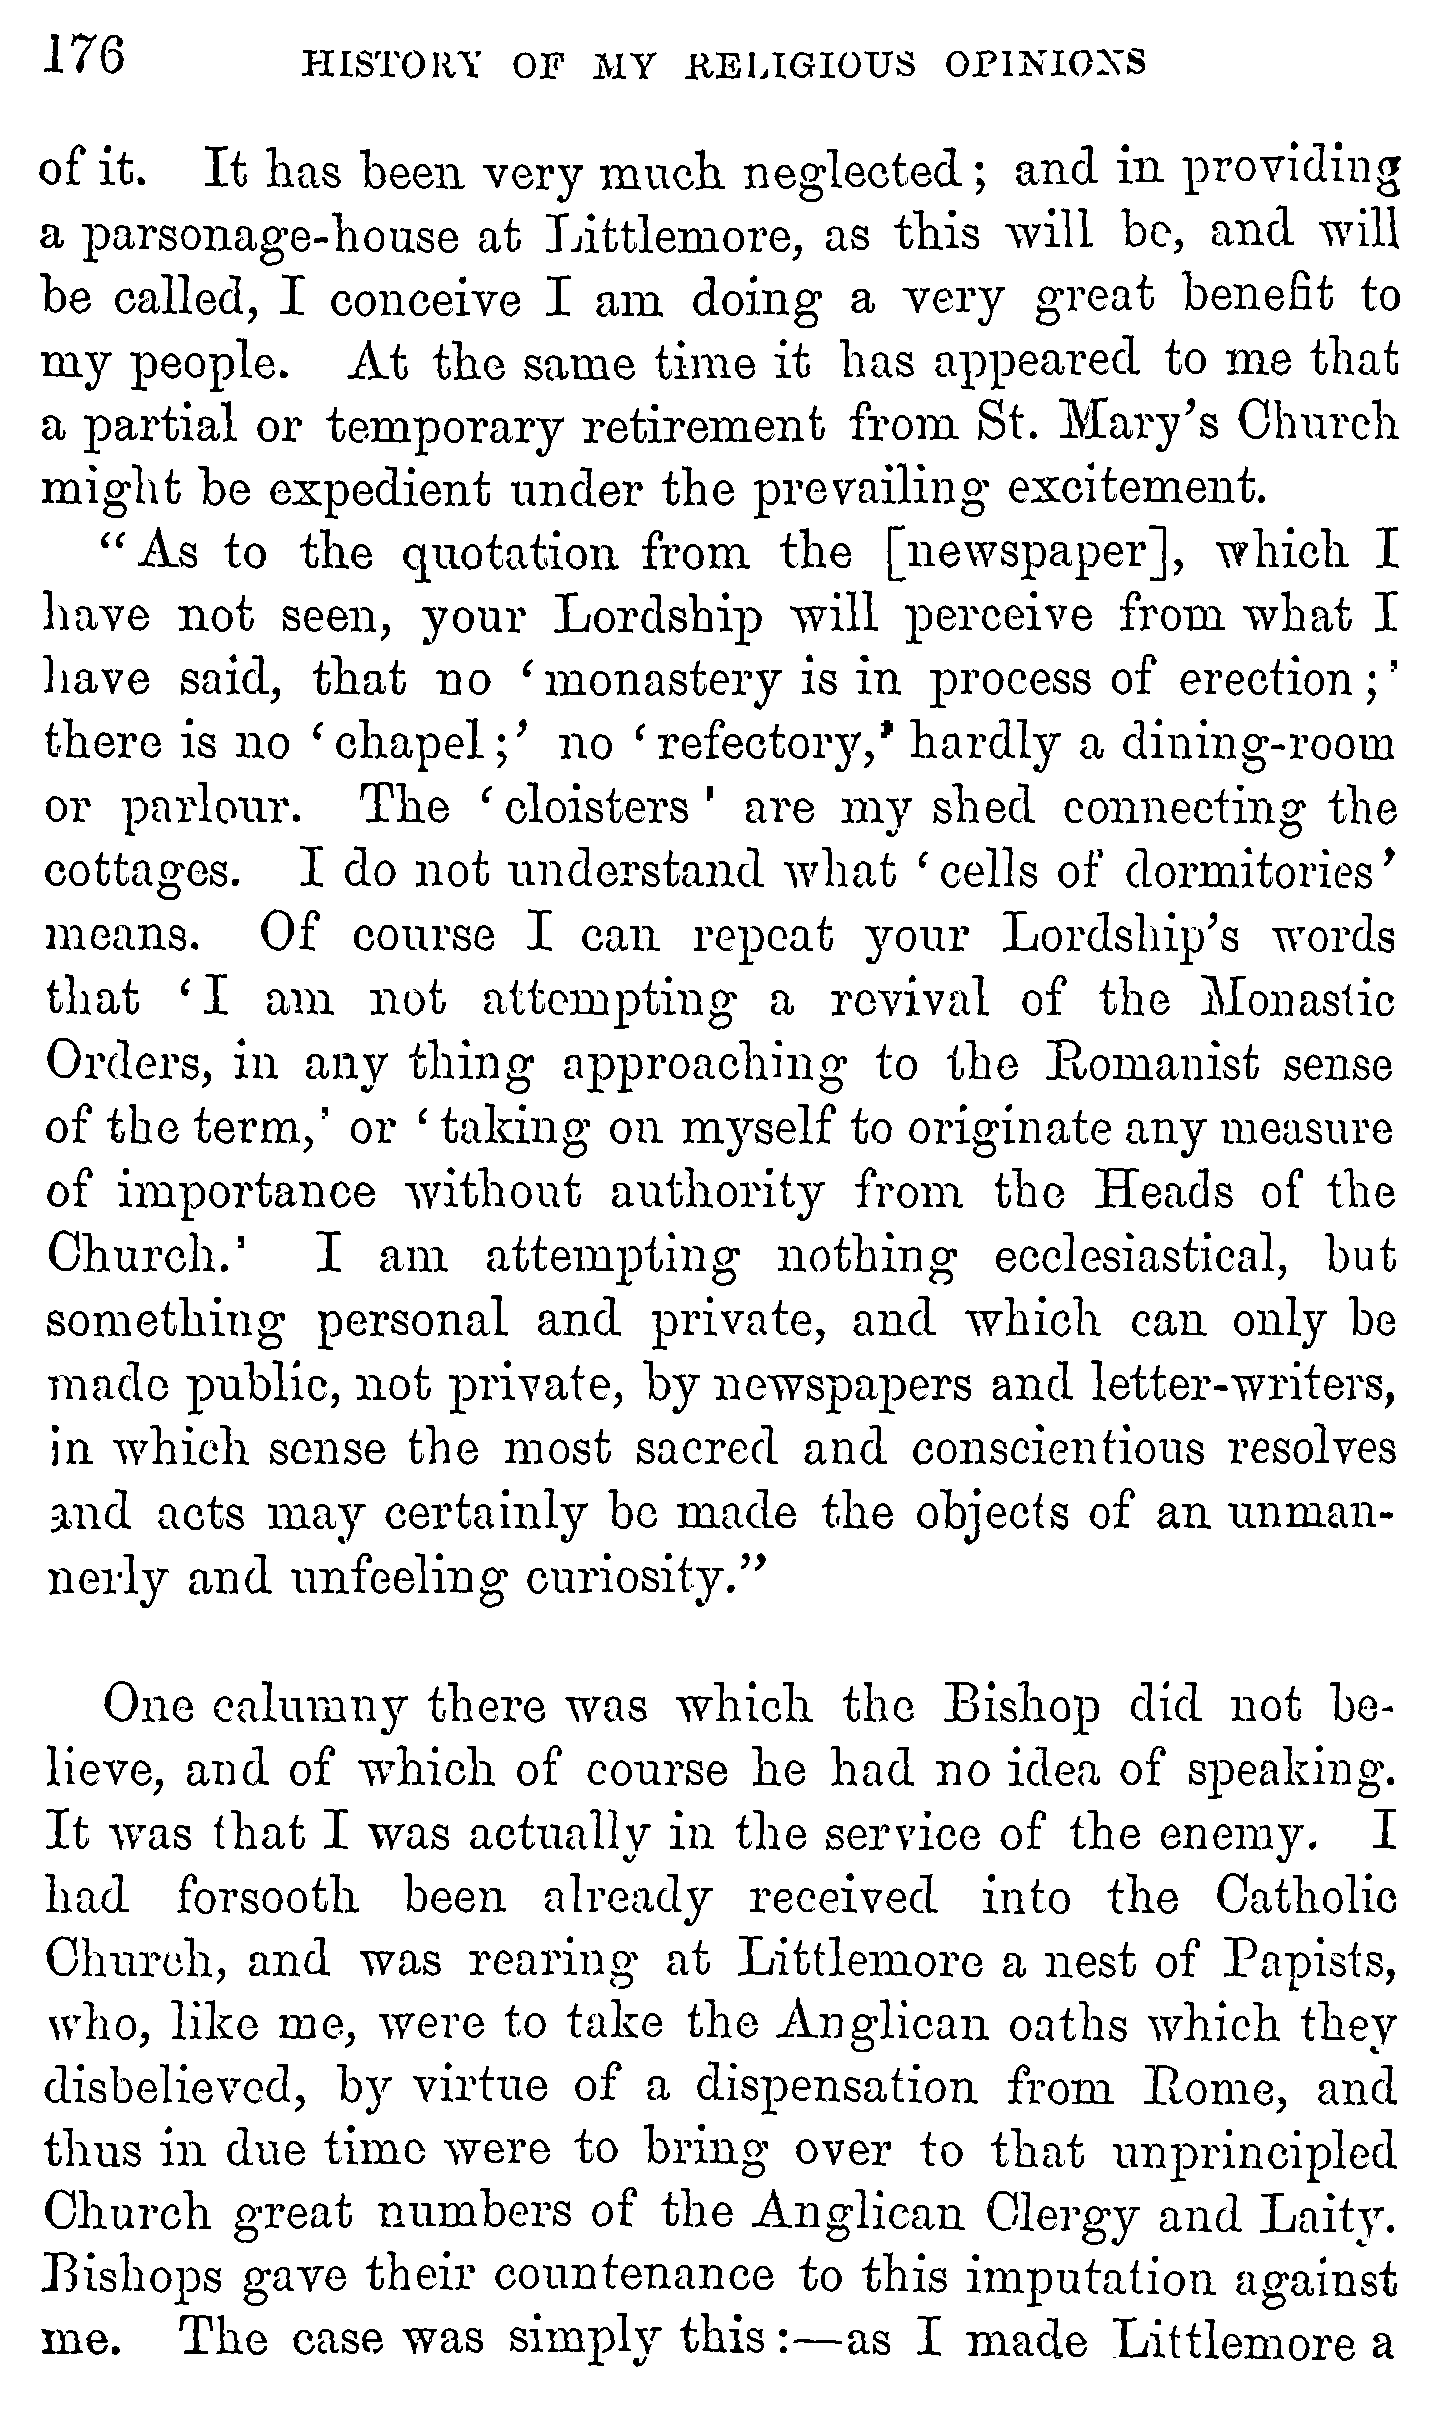 176 HISTORY OF MY RELIGIOUS OPINIONS
of it. It has been very much neglected; and in providing
a parsonage-house at Littlemore, as this will be, and will
be called, I conceive I am doing a very great benefit to
my people. At the same time it has appeared to me that
a partial or temporary retirement from St. Mary's Church
might be expedient under the prevailing excitement.
"As to the quotation from the [newspaper], which I
have not seen, your Lordship will perceive from what I
have said, that no 'monastery is in process of erection;'
there is no 'chapel;' no 'refectory,' hardly a dining-room
or parlour. The 'cloisters' are my shed connecting the
cottages. I do not understand what 'cells of dormitories'
means. Of course I can repeat your Lordship's words
that 'I am not attempting a revival of the Monastic
Orders, in any thing approaching to the Romanist sense
of the term,' or 'taking on myself to originate any measure
of importance without authority from the Heads of the
Church.' I am attempting nothing ecclesiastical, but
something personal and private, and which can only be
made public, not private, by newspapers and letter-writers,
in which sense the most sacred and conscientious resolves
and acts may certainly be made the objects of an unman-
nerly and unfeeling curiosity."
One calumny there was which the Bishop did not be-
lieve, and of which of course he had no idea of speaking.
It was that I was actually in the service of the enemy. I
had forsooth been already received into the Catholic
Church, and was rearing at Littlemore a nest of Papists,
who, like me, were to take the Anglican oaths which they
disbelieved, by virtue of a dispensation from Rome, and
thus in due time were to bring over to that unprincipled
Church great numbers of the Anglican Clergy and Laity.
Bishops gave their countenance to this imputation against
me. The case was simply this:—as I made Littlemore a